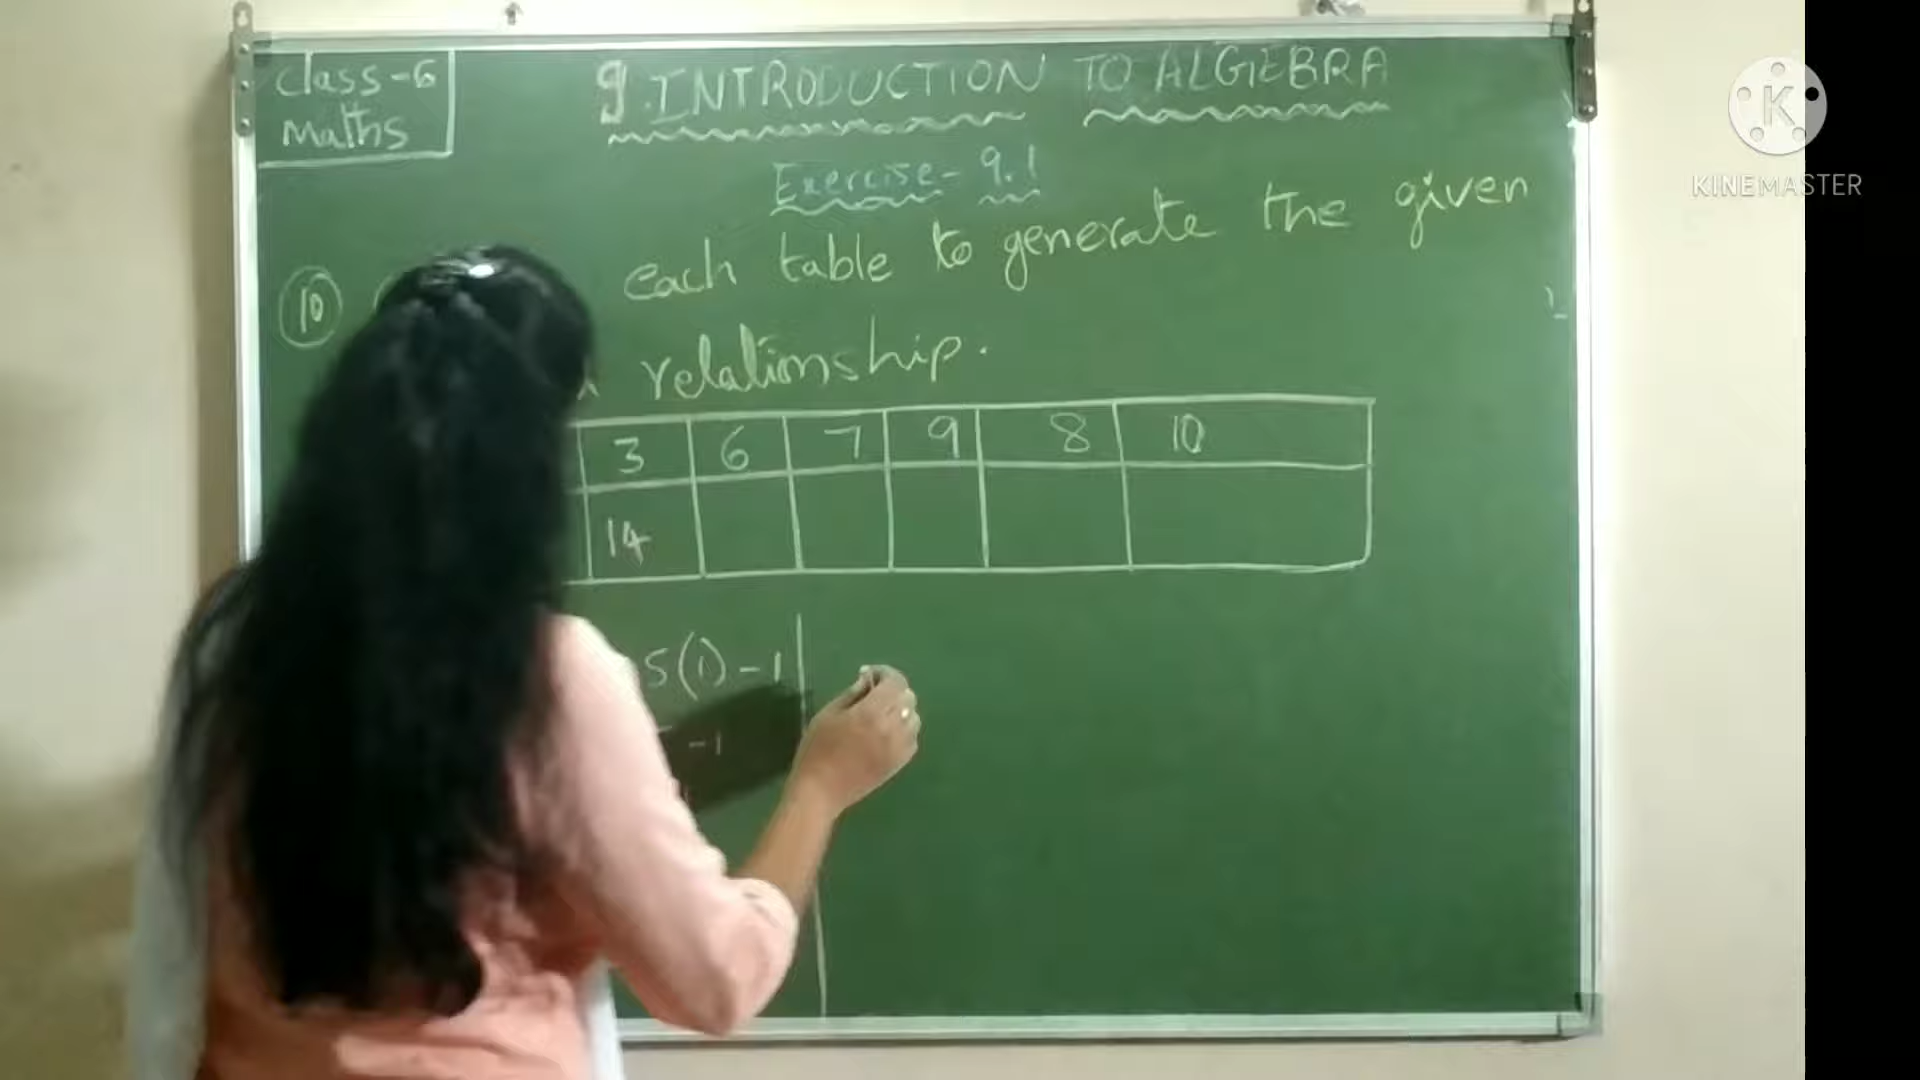 Class-6
Maths
9.INTRODUCTION TO ALGEBRA
Exercise-9.1
10 each table to generate the given
relationship.
3 6 7 9 8 10
14
5(1)-1
-1
KINEMASTER